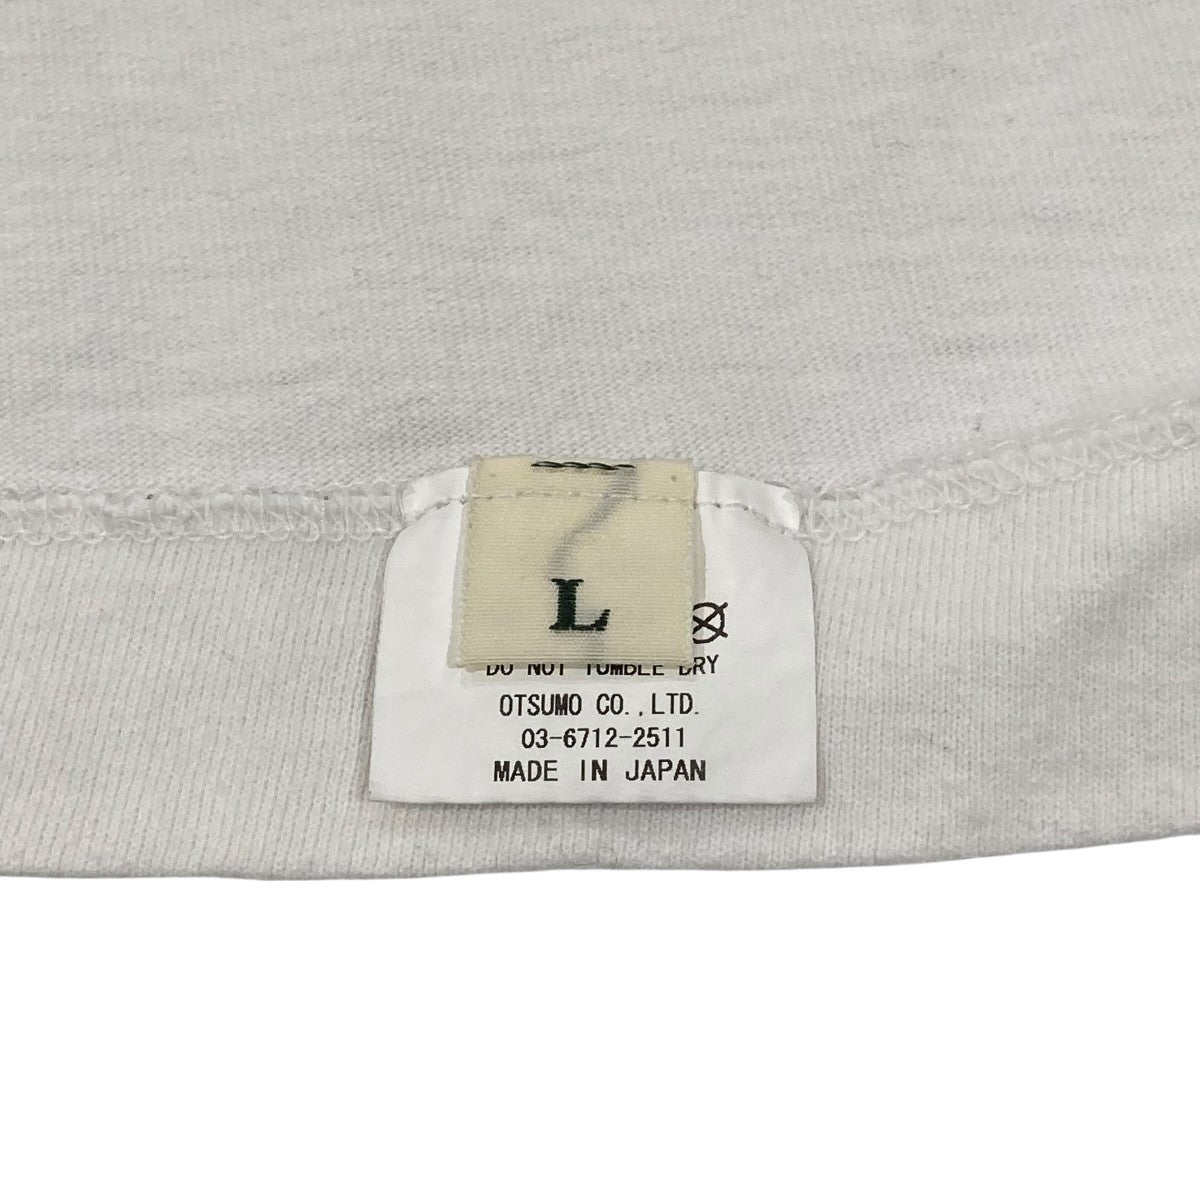 L
DO NOT TUMBLE DRY
OTSUMO CO.,LTD.
03-6712-2511
MADE IN JAPAN